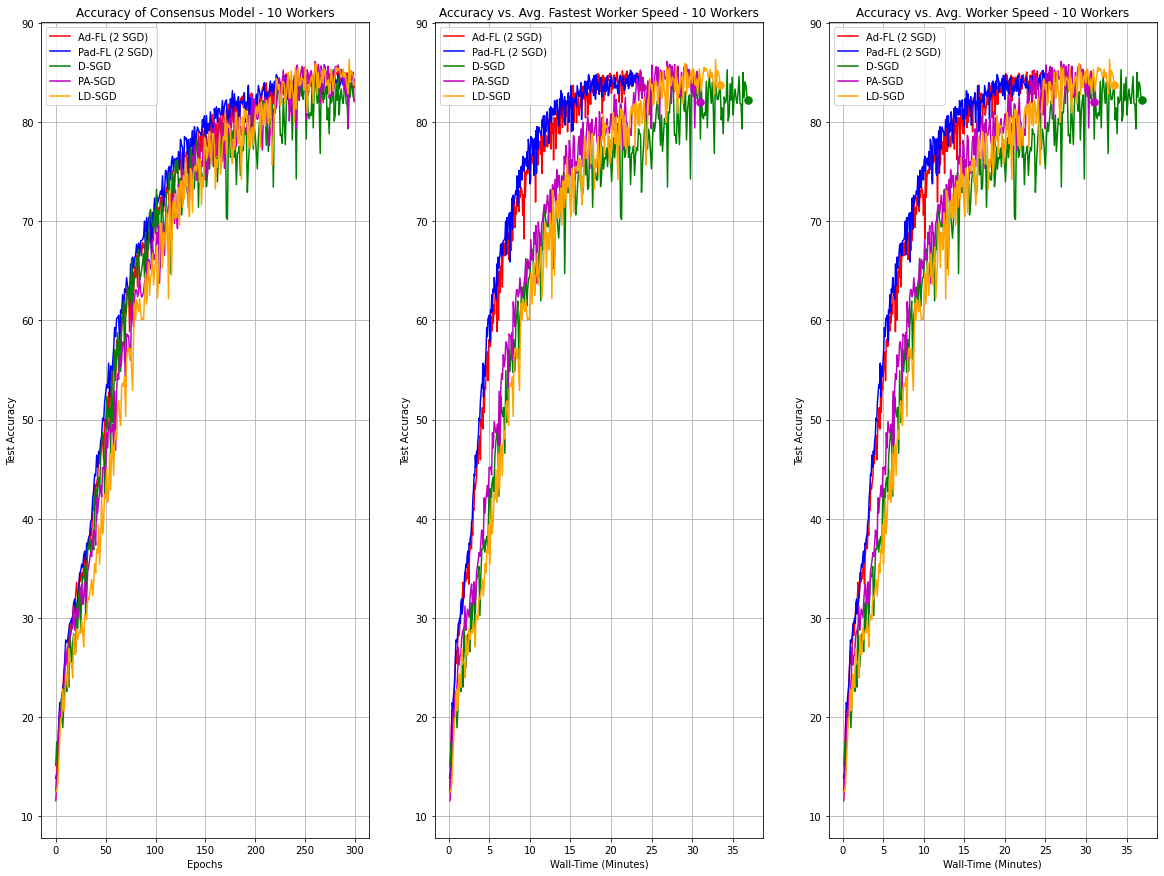 Accuracy of Consensus Model - 10 Workers
Ad-FL (2 SGD)
Pad-FL (2 SGD)
D-SGD
PA-SGD
LD-SGD
Test Accuracy
90
80
70
60
50
40
30
20
10
0 50 100 150 200 250 300
Epochs
Accuracy vs. Avg. Fastest Worker Speed - 10 Workers
Ad-FL (2 SGD)
Pad-FL (2 SGD)
D-SGD
PA-SGD
LD-SGD
Test Accuracy
90
80
70
60
50
40
30
20
10
0 5 10 15 20 25 30 35
Wall-Time (Minutes)
Accuracy vs. Avg. Worker Speed - 10 Workers
Ad-FL (2 SGD)
Pad-FL (2 SGD)
D-SGD
PA-SGD
LD-SGD
Test Accuracy
90
80
70
60
50
40
30
20
10
0 5 10 15 20 25 30 35
Wall-Time (Minutes)